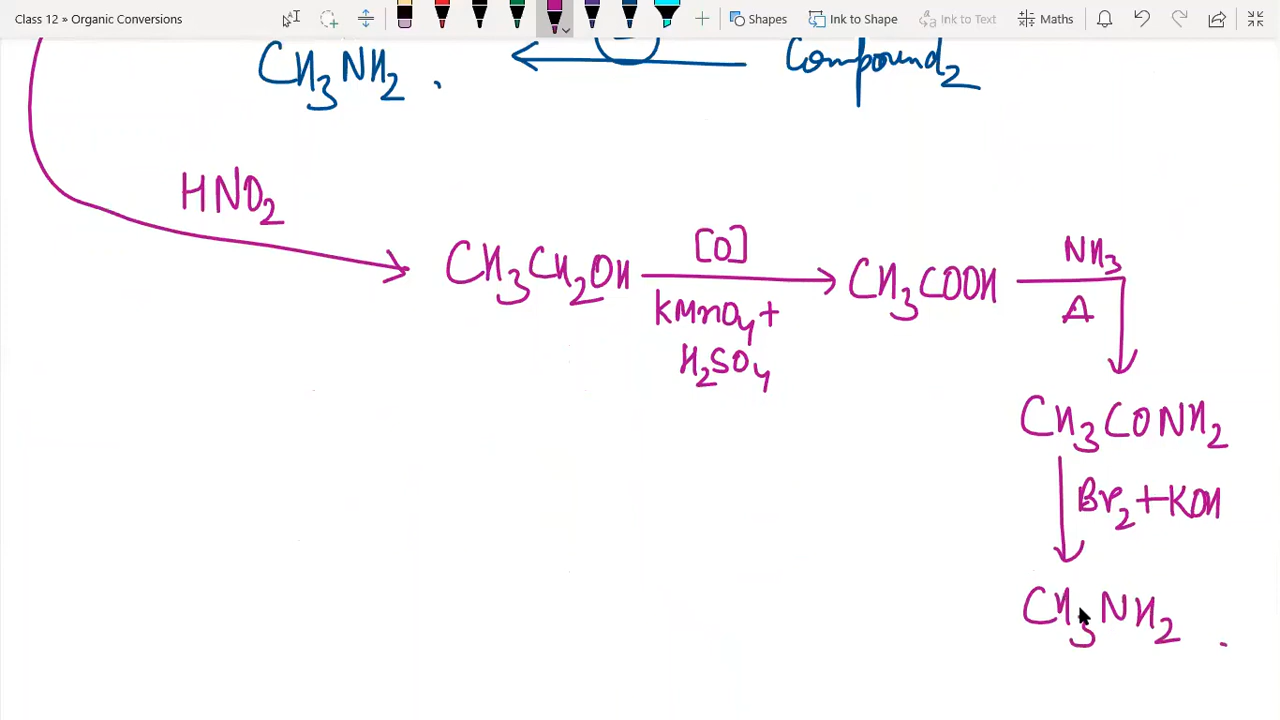 Class 12 » Organic Conversions
Shapes
Ink to Shape
Ink to Text
Maths
CH3NH2.
Compound2
HNO2
CH3CH2OH
[O]
KMnO4+
H2SO4
CH3COOH
NH3
Δ
CH3CONH2
Br2+KOH
CH3NH2.